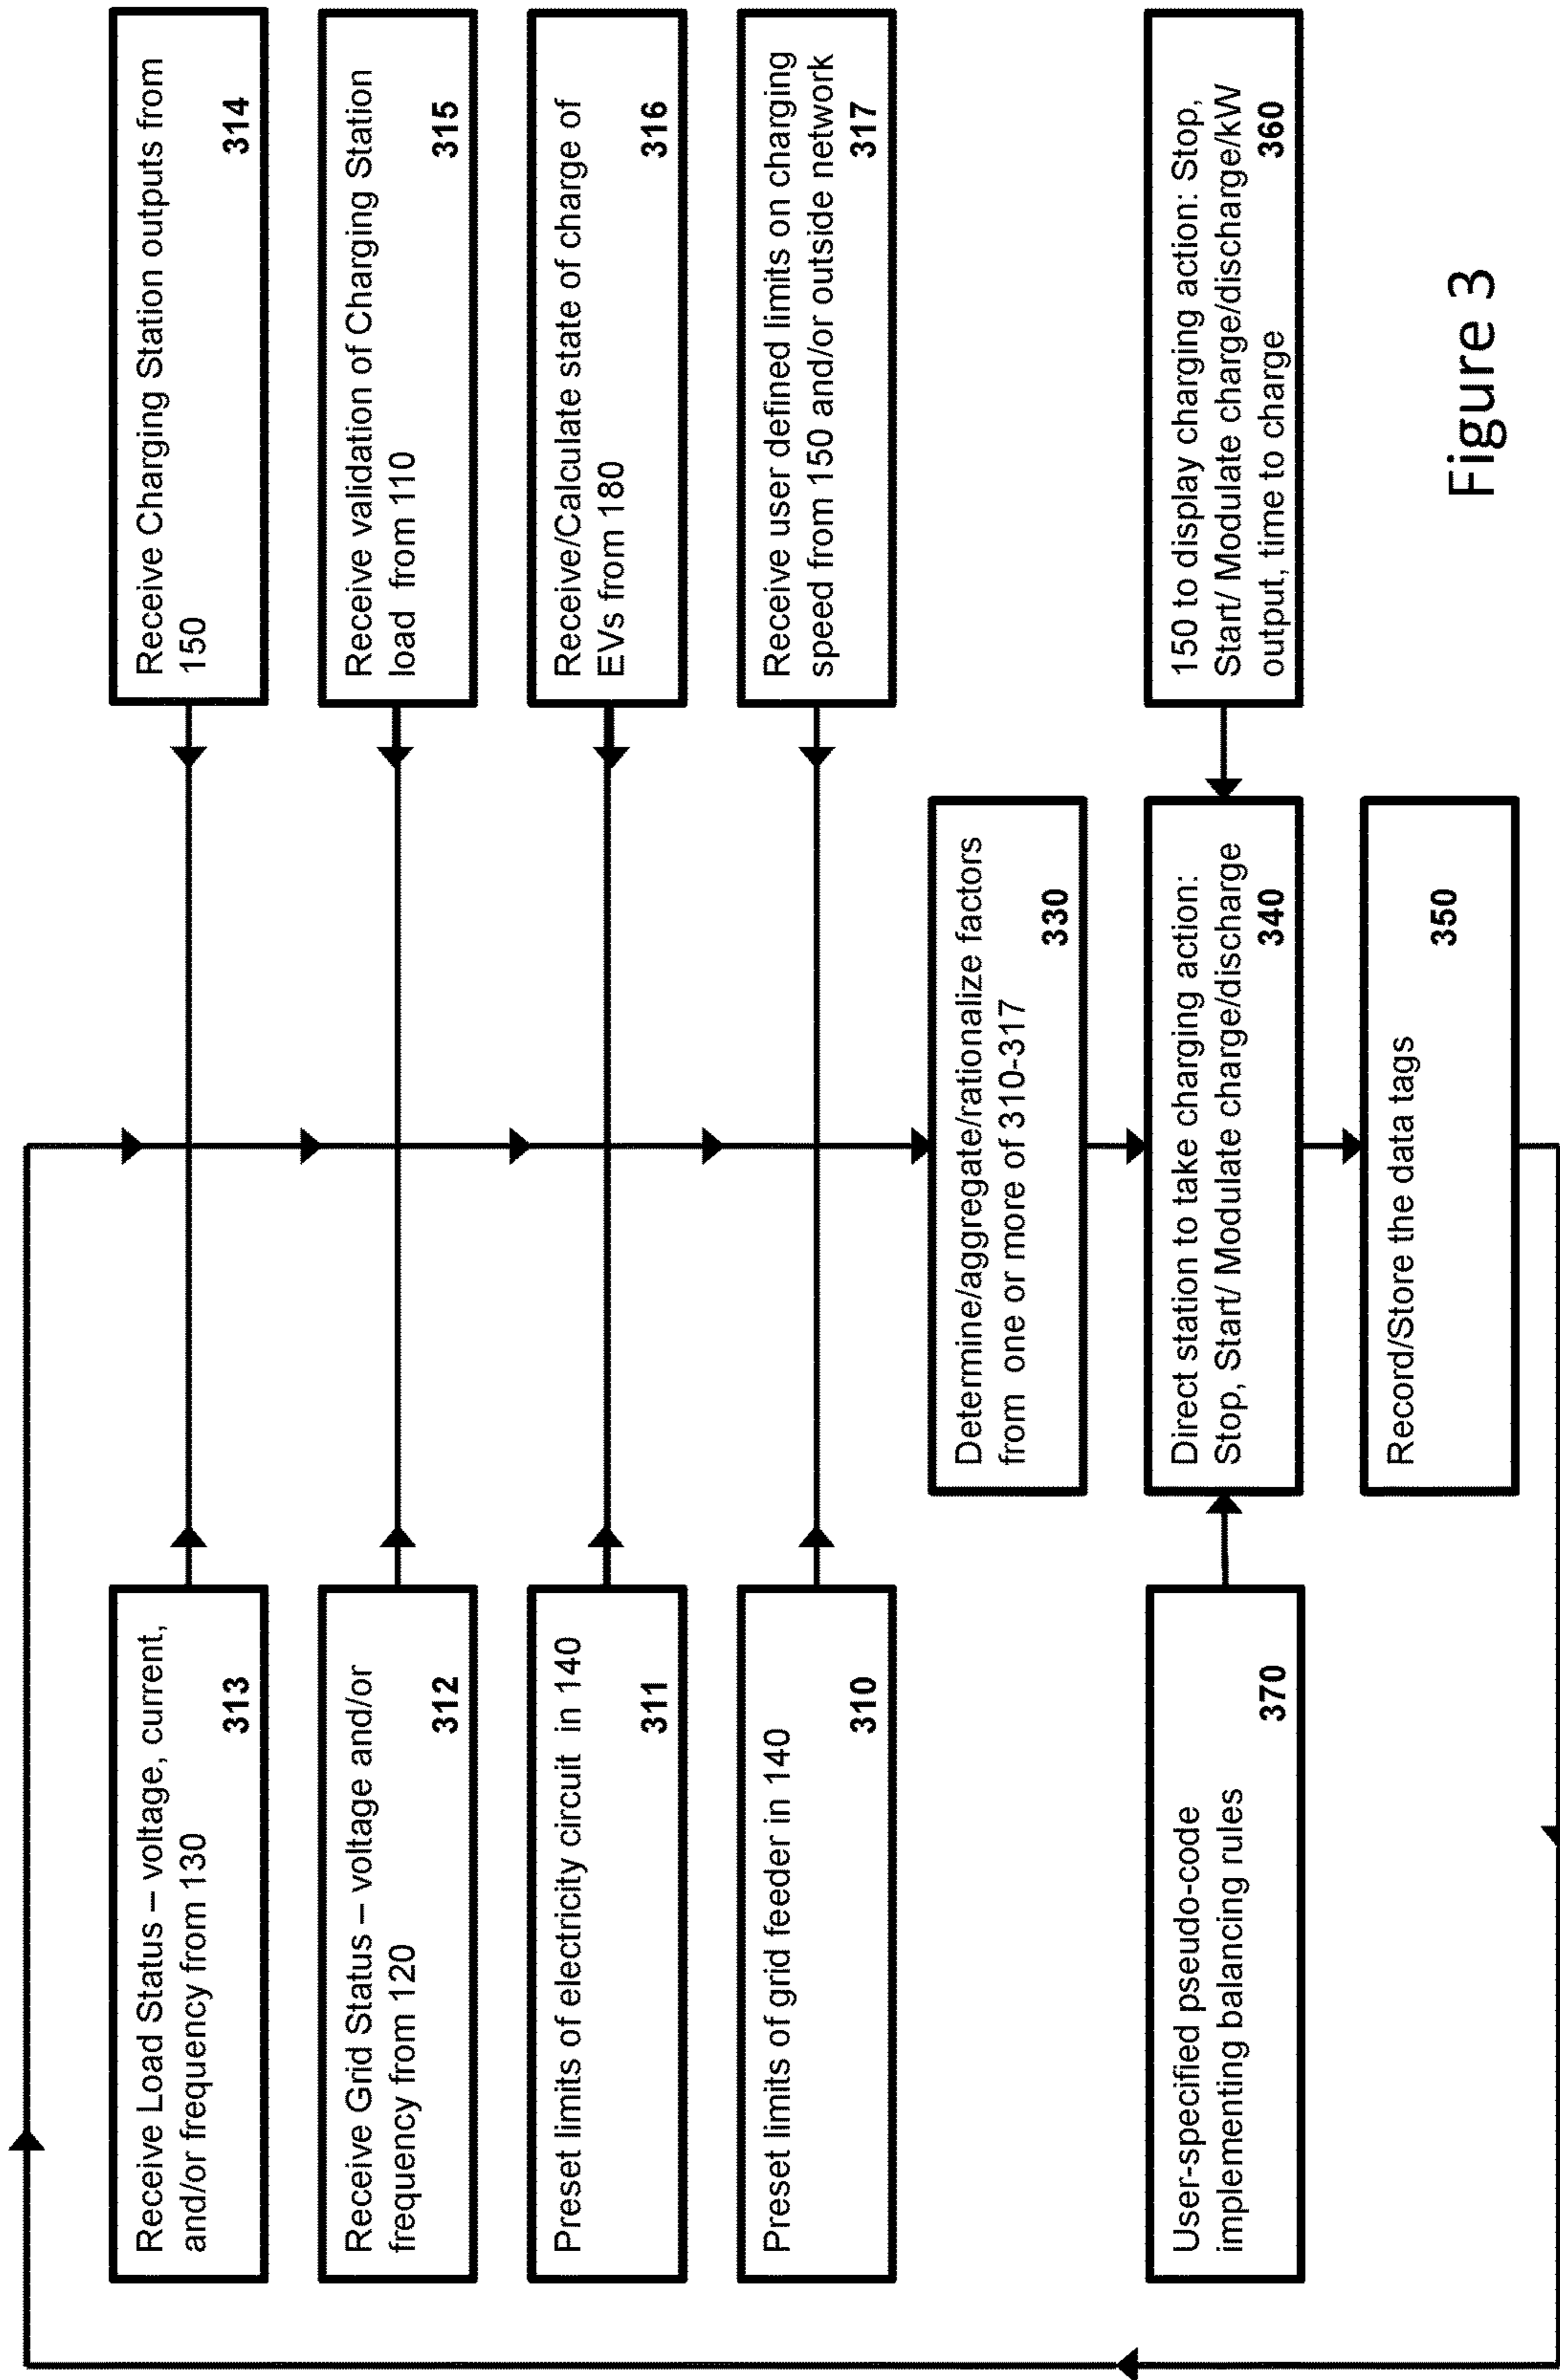 Receive Load Status – voltage, current,
and/or frequency from 130
313
Receive Charging Station outputs from
150
314
Receive Grid Status – voltage and/or
frequency from 120
312
Receive validation of Charging Station
load from 110
315
Preset limits of electricity circuit in 140
311
Receive/Calculate state of charge of
EVs from 180
316
Preset limits of grid feeder in 140
310
Receive user defined limits on charging
speed from 150 and/or outside network
317
Determine/aggregate/rationalize factors
from one or more of 310-317
330
User-specified pseudo-code
implementing balancing rules
370
Direct station to take charging action:
Stop, Start/ Modulate charge/discharge
340
150 to display charging action: Stop,
Start/ Modulate charge/discharge/kW
output, time to charge
360
Record/Store the data tags
350
Figure 3